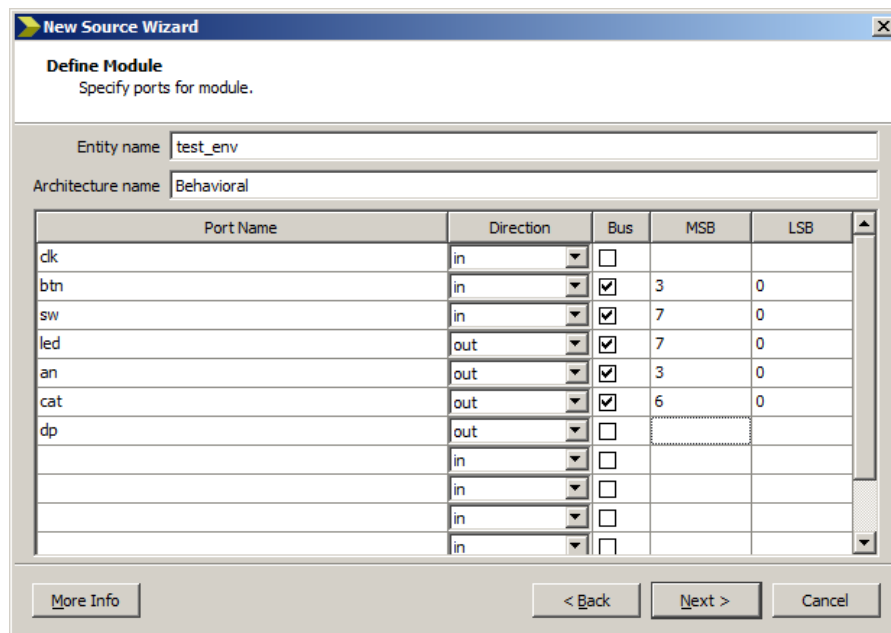 New Source Wizard
Define Module
Specify ports for module.
Entity name test_env
Architecture name Behavioral
Port Name Direction Bus MSB LSB
clk in
btn in 3 0
sw in 7 0
led out 7 0
an out 3 0
cat out 6 0
dp out
in
in
in
in
More Info < Back Next > Cancel